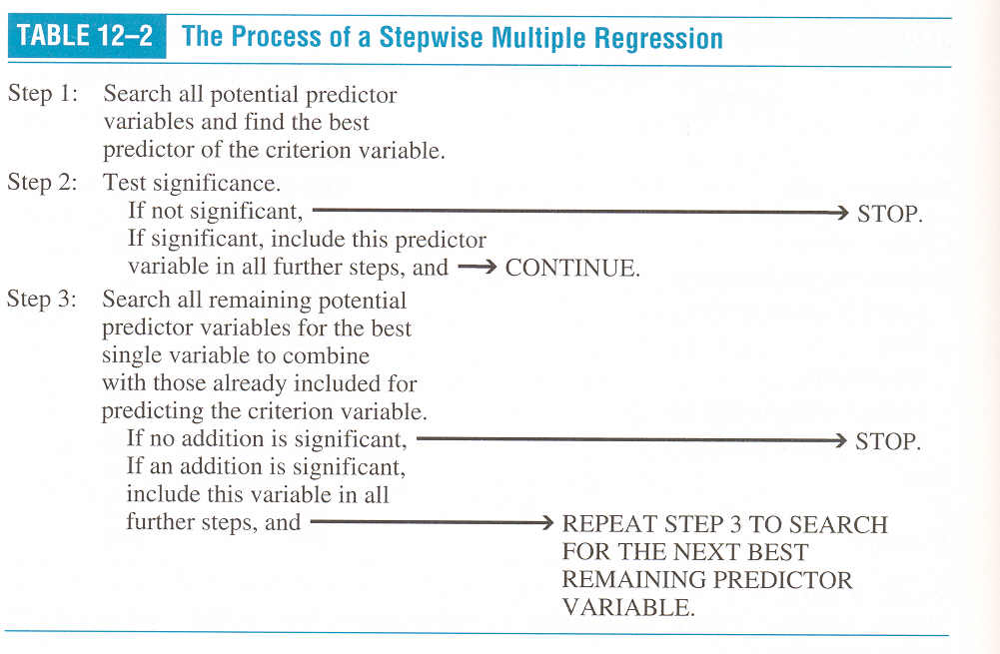 TABLE 12–2 The Process of a Stepwise Multiple Regression
Step 1: Search all potential predictor
variables and find the best
predictor of the criterion variable.
Step 2: Test significance.
If not significant, ⟶ STOP.
If significant, include this predictor
variable in all further steps, and ⟶ CONTINUE.
Step 3: Search all remaining potential
predictor variables for the best
single variable to combine
with those already included for
predicting the criterion variable.
If no addition is significant, ⟶ STOP.
If an addition is significant,
include this variable in all
further steps, and ⟶ REPEAT STEP 3 TO SEARCH
FOR THE NEXT BEST
REMAINING PREDICTOR
VARIABLE.